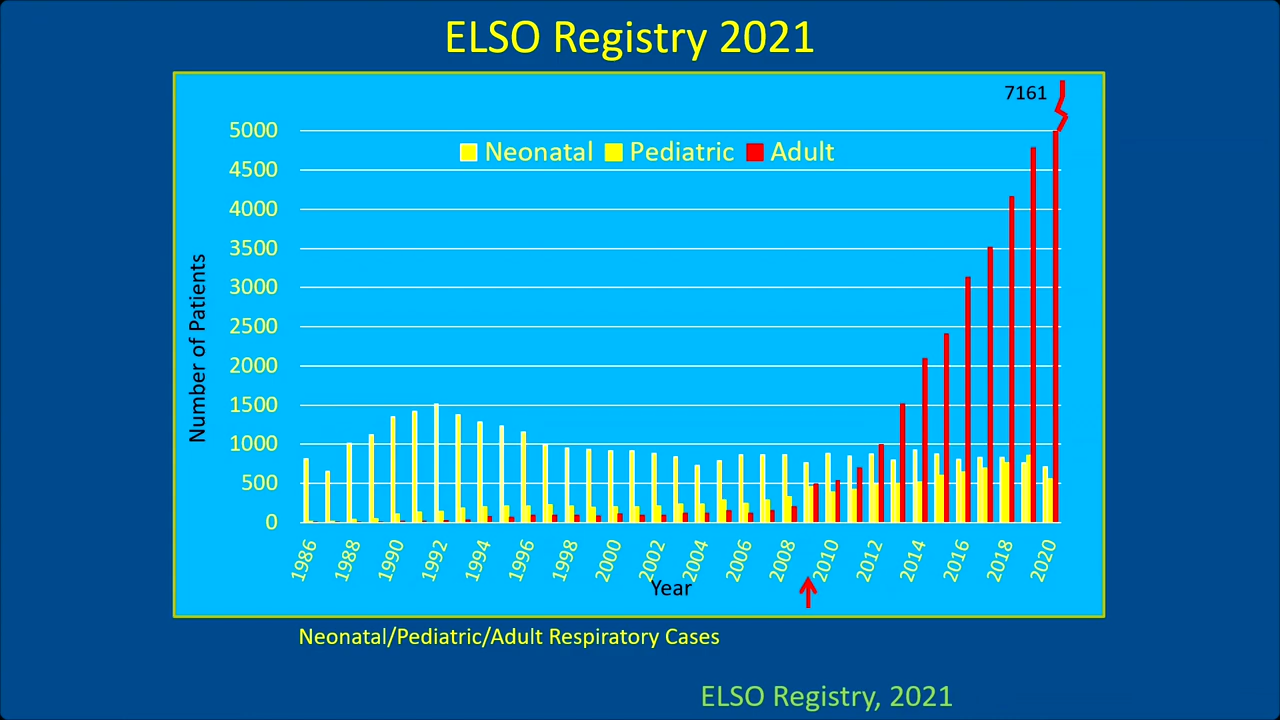 ELSO Registry 2021
7161
Neonatal Pediatric Adult
5000
4500
4000
3500
3000
2500
2000
1500
1000
500
0
Number of Patients
1986 1988 1990 1992 1994 1996 1998 2000 2002 2004 2006 2008 2010 2012 2014 2016 2018 2020
Year
Neonatal/Pediatric/Adult Respiratory Cases
ELSO Registry, 2021